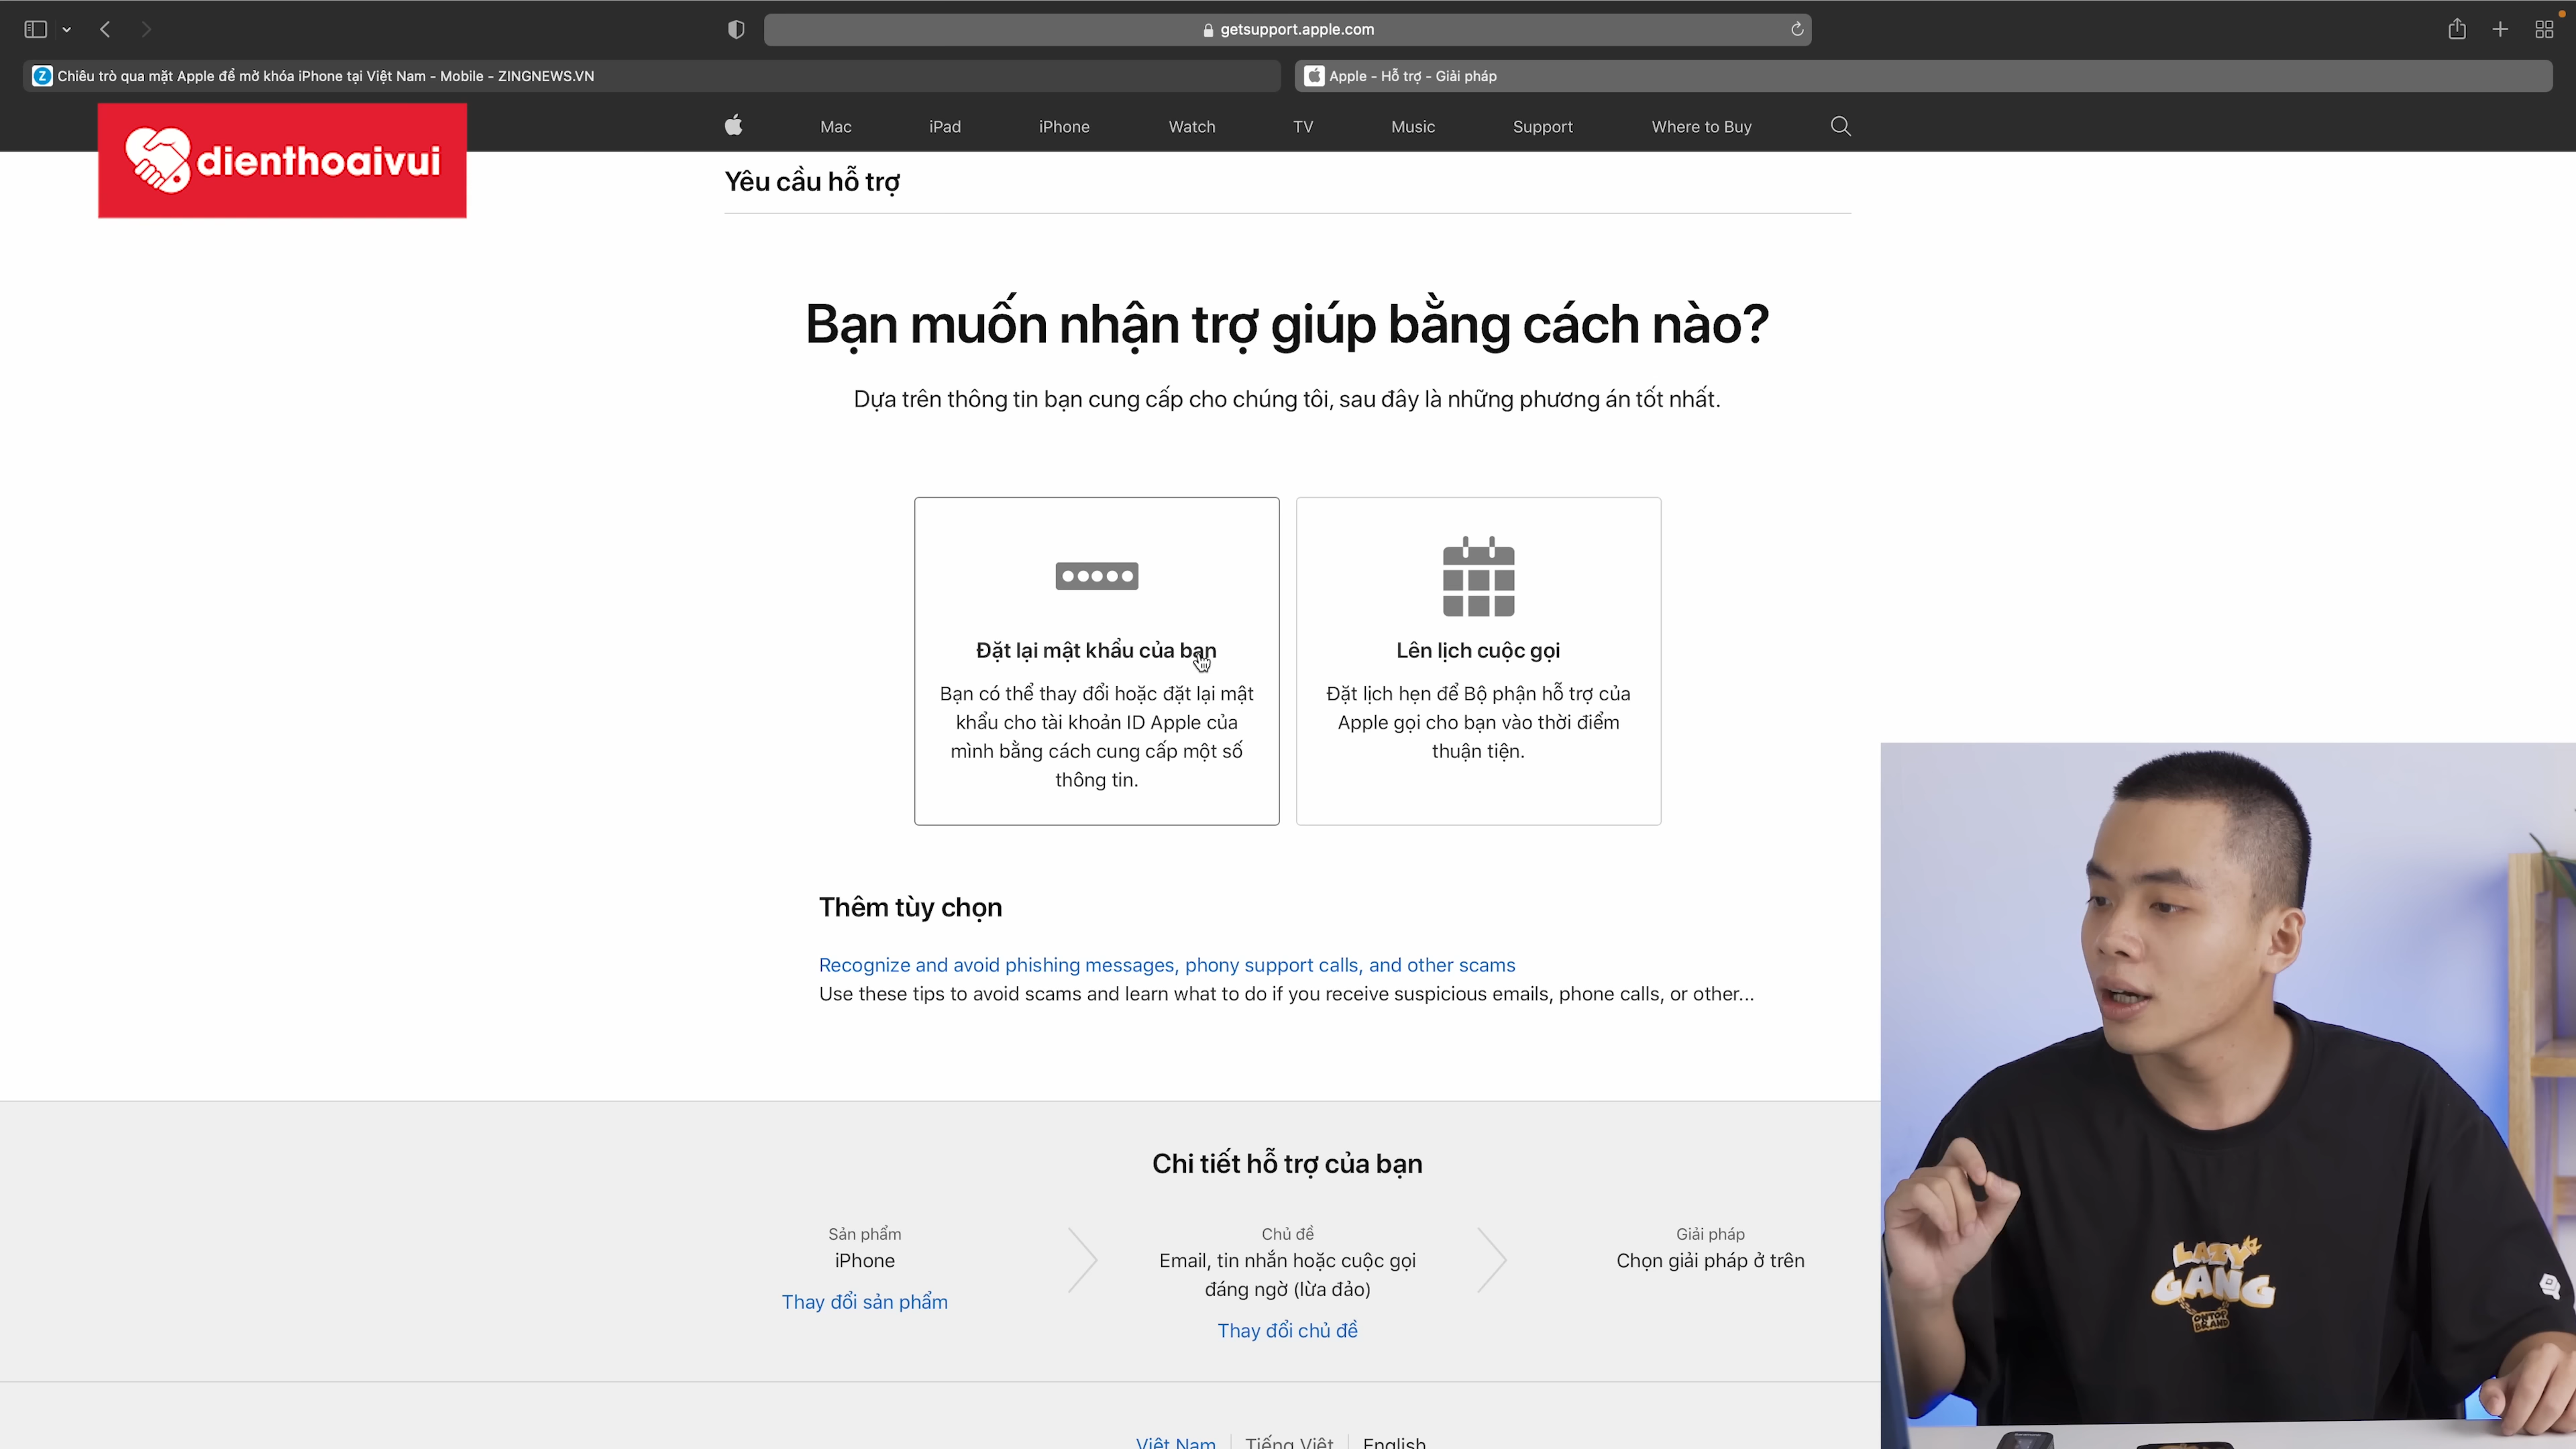 getsupport.apple.com
Chiêu trò qua mặt Apple để mở khóa iPhone tại Việt Nam - Mobile - ZINGNEWS.VN
Apple - Hỗ trợ - Giải pháp
dienthoaivui
Mac iPad iPhone Watch TV Music Support Where to Buy
Yêu cầu hỗ trợ
Bạn muốn nhận trợ giúp bằng cách nào?
Dựa trên thông tin bạn cung cấp cho chúng tôi, sau đây là những phương án tốt nhất.
Đặt lại mật khẩu của bạn
Bạn có thể thay đổi hoặc đặt lại mật
khẩu cho tài khoản ID Apple của
mình bằng cách cung cấp một số
thông tin.
Lên lịch cuộc gọi
Đặt lịch hẹn để Bộ phận hỗ trợ của
Apple gọi cho bạn vào thời điểm
thuận tiện.
Thêm tùy chọn
Recognize and avoid phishing messages, phony support calls, and other scams
Use these tips to avoid scams and learn what to do if you receive suspicious emails, phone calls, or other...
Chi tiết hỗ trợ của bạn
Sản phẩm
iPhone
Thay đổi sản phẩm
Chủ đề
Email, tin nhắn hoặc cuộc gọi
đáng ngờ (lừa đảo)
Thay đổi chủ đề
Giải pháp
Chọn giải pháp ở trên
Việt Nam Tiếng Việt English
LAZY
GANG
ONTOP
BRAND